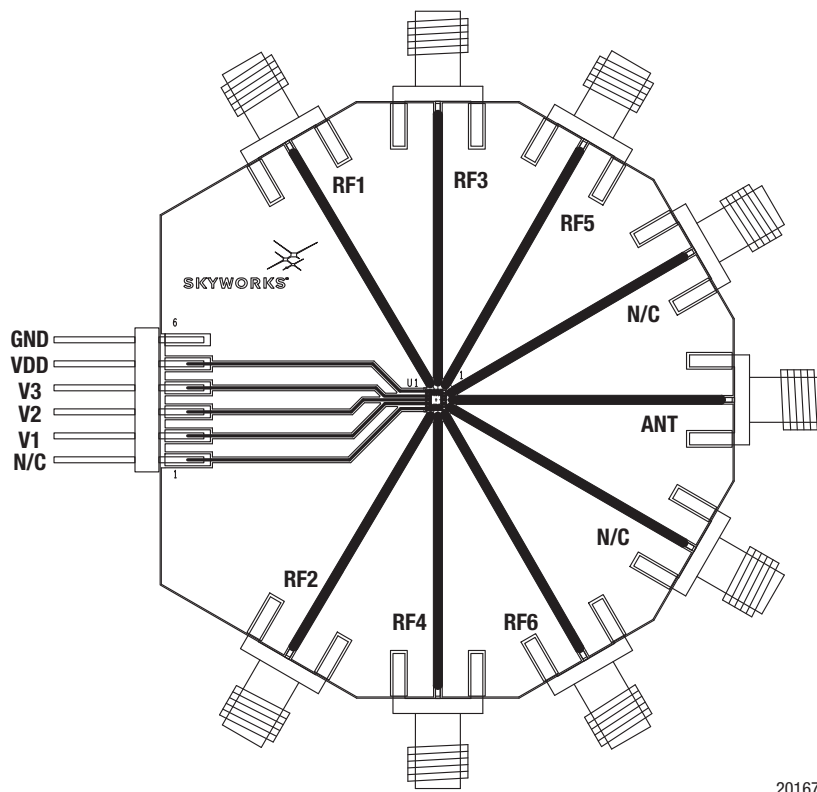 RF1
RF3
RF5
N/C
SKYWORKS
6
GND
VDD
V3
V2
V1
N/C
U1
1
ANT
1
N/C
RF2
RF4
RF6
20167